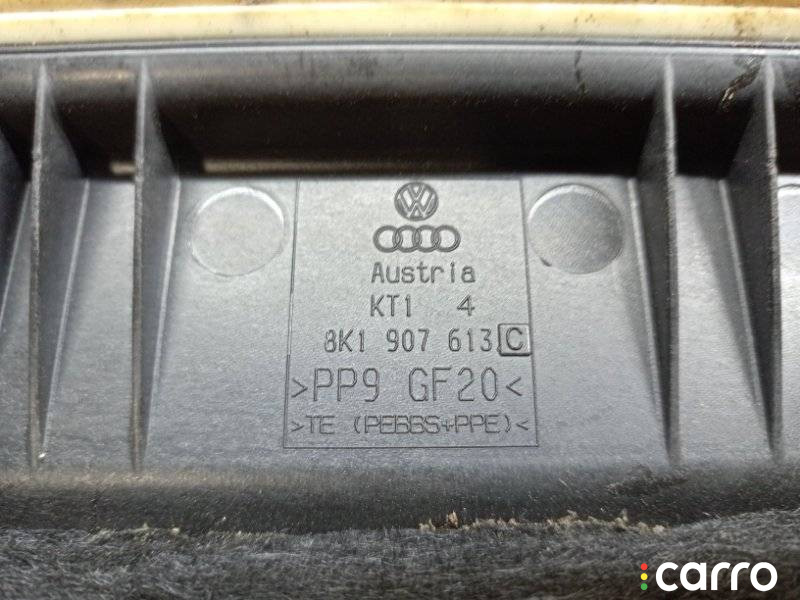 Austria
KT1 4
8K1 907 613 C
>PP9 GF20<
>TE (PEBBS+PPE)<
carro